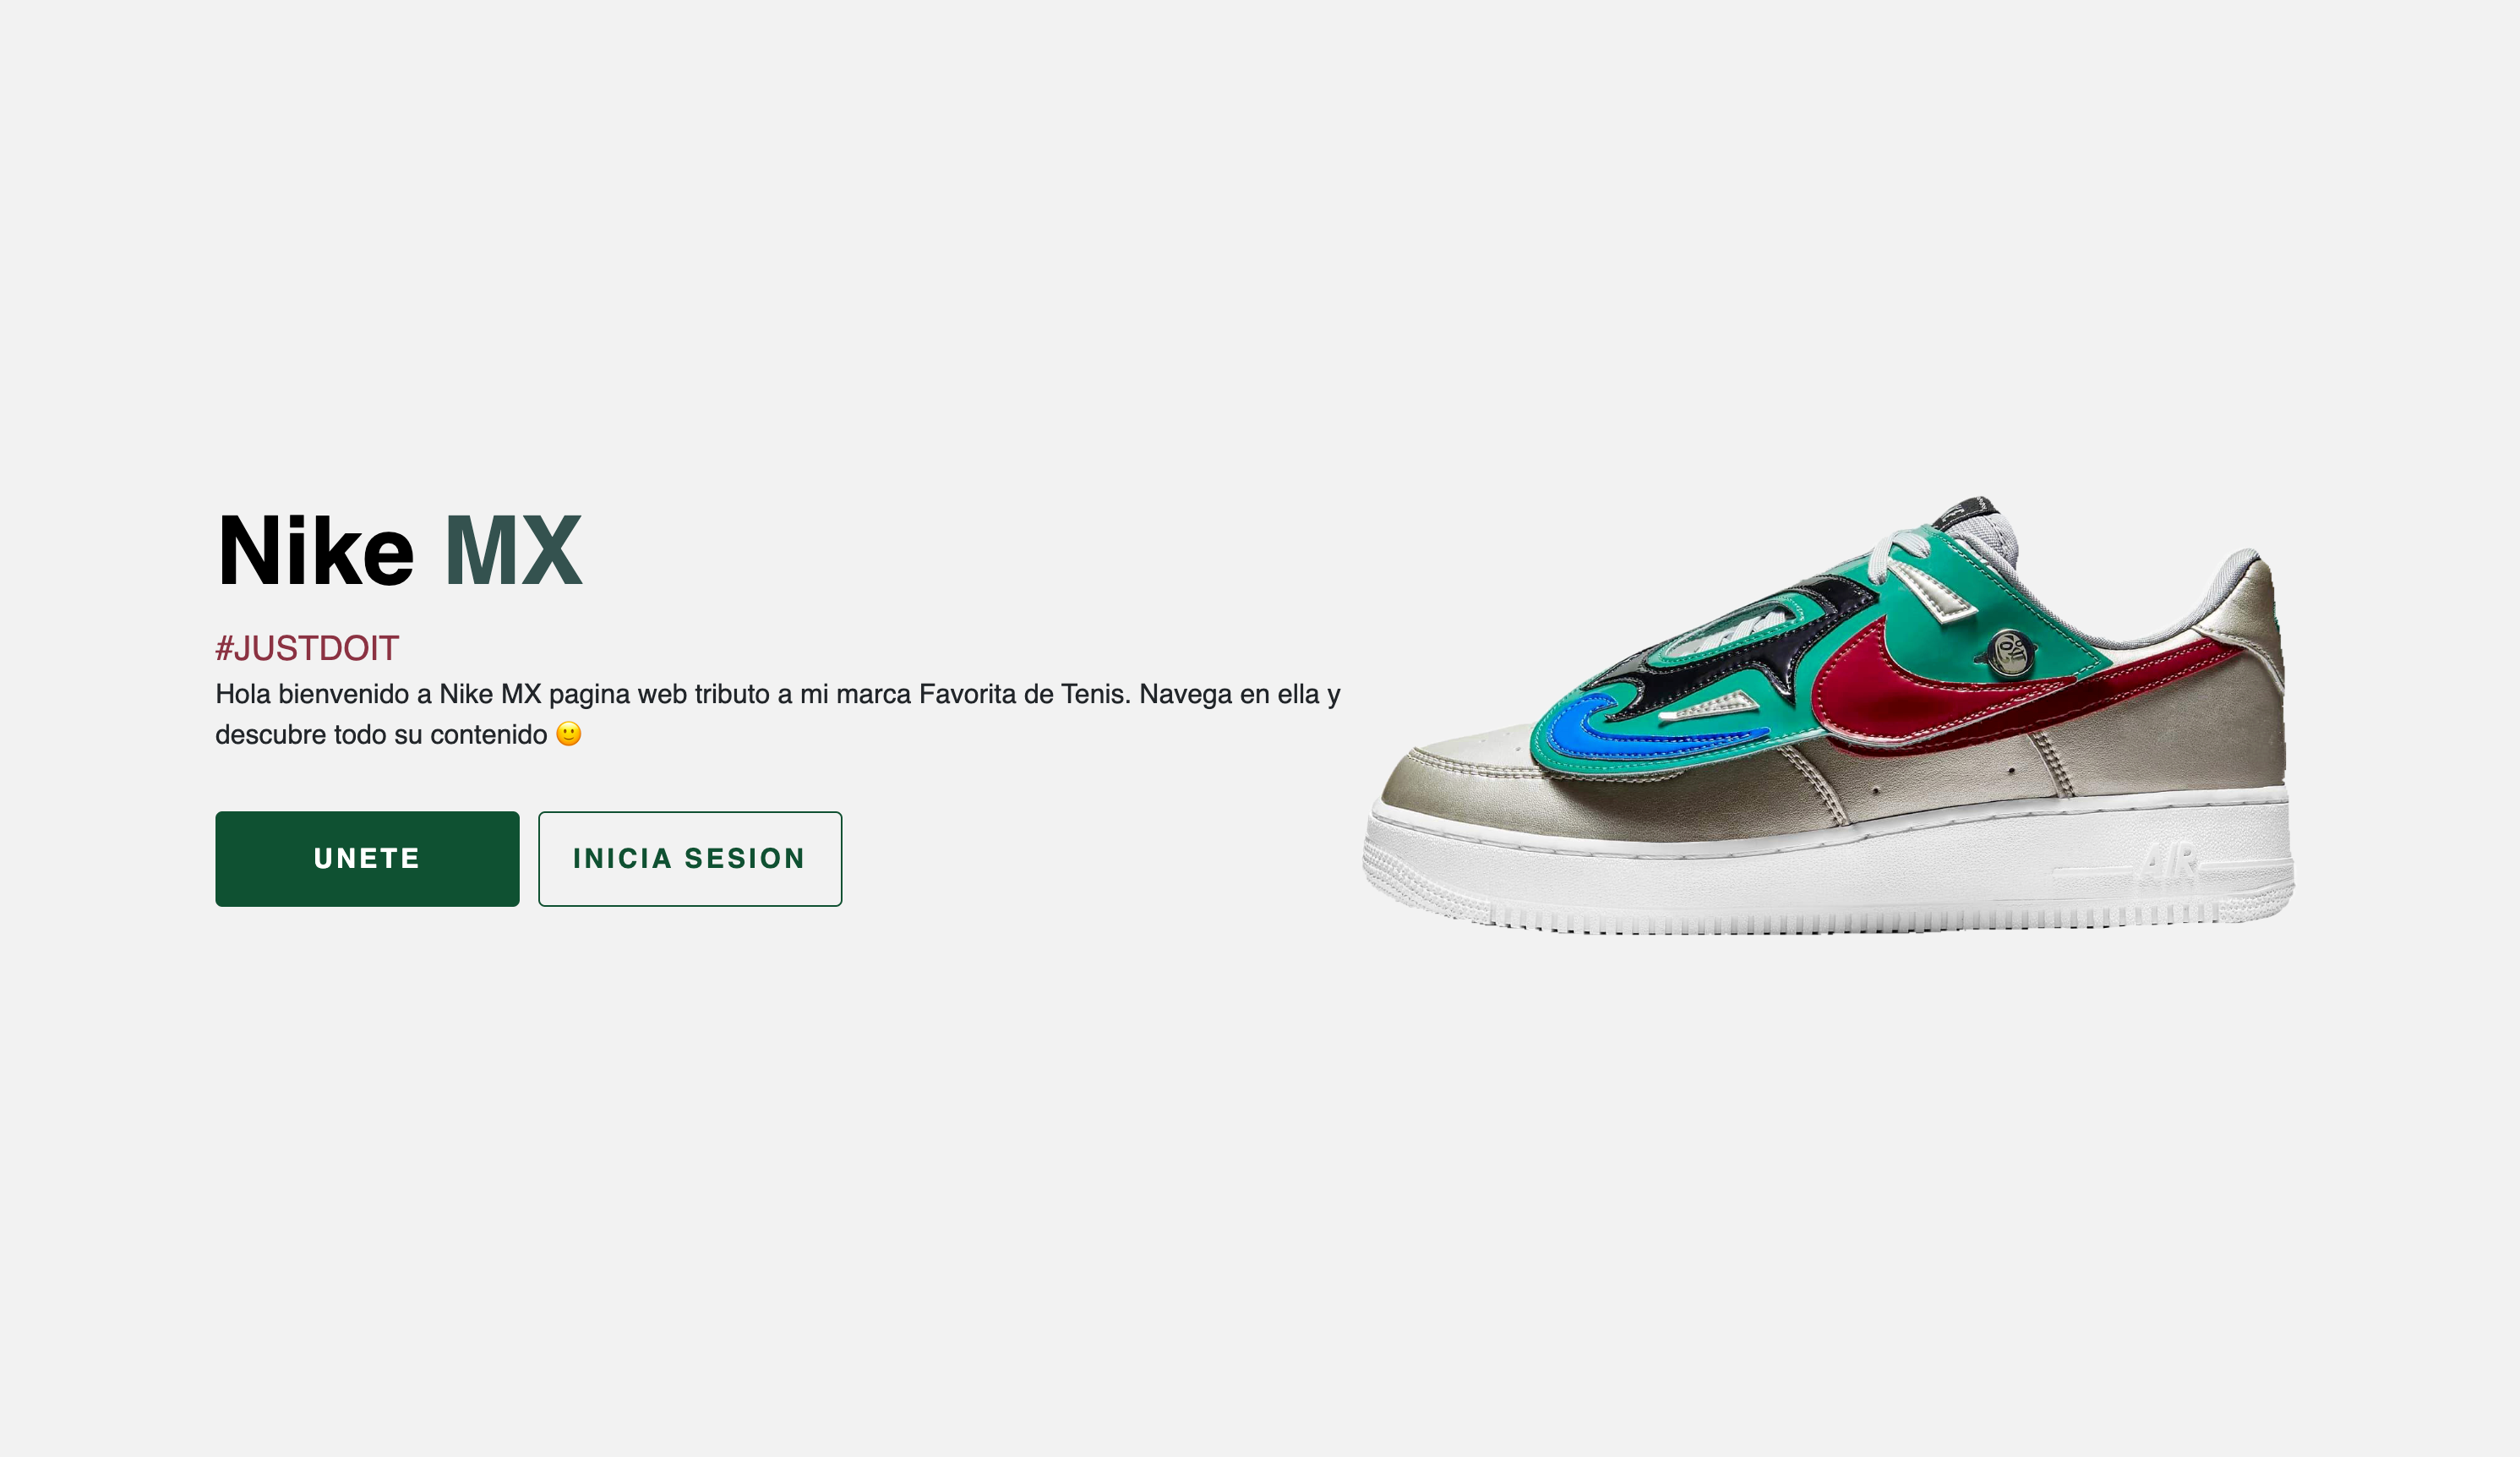 Nike MX
#JUSTDOIT
Hola bienvenido a Nike MX pagina web tributo a mi marca Favorita de Tenis. Navega en ella y
descubre todo su contenido 🙂
UNETE
INICIA SESION
AIR